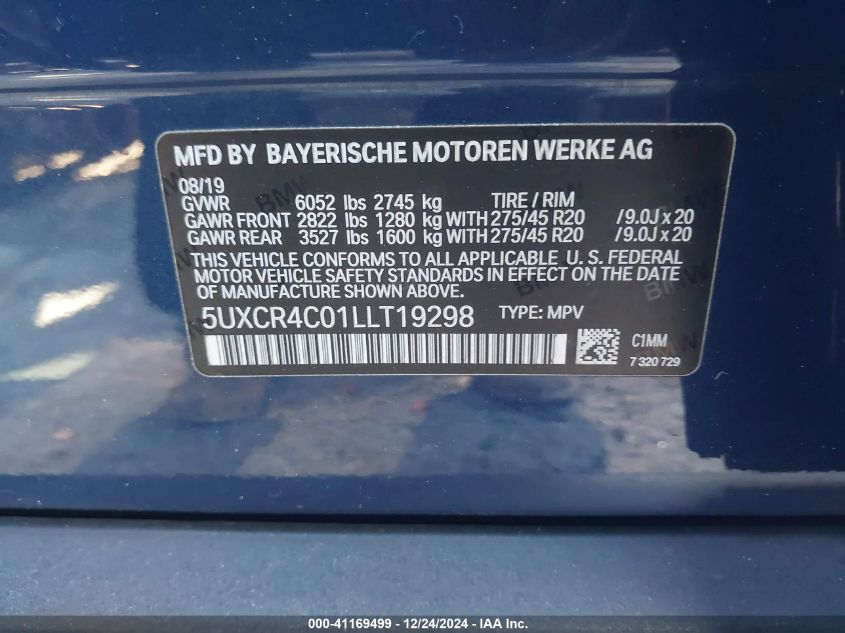 MFD BY BAYERISCHE MOTOREN WERKE AG
08/19
GVWR 6052 lbs 2745 kg TIRE / RIM
GAWR FRONT 2822 lbs 1280 kg WITH 275/45 R20 /9.0J x 20
GAWR REAR 3527 lbs 1600 kg WITH 275/45 R20 /9.0J x 20
THIS VEHICLE CONFORMS TO ALL APPLICABLE U. S. FEDERAL
MOTOR VEHICLE SAFETY STANDARDS IN EFFECT ON THE DATE
OF MANUFACTURE SHOWN ABOVE.
5UXCR4C01LLT19298 TYPE: MPV
C1MM
7 320 729
000-41169499 - 12/24/2024 - IAA Inc.